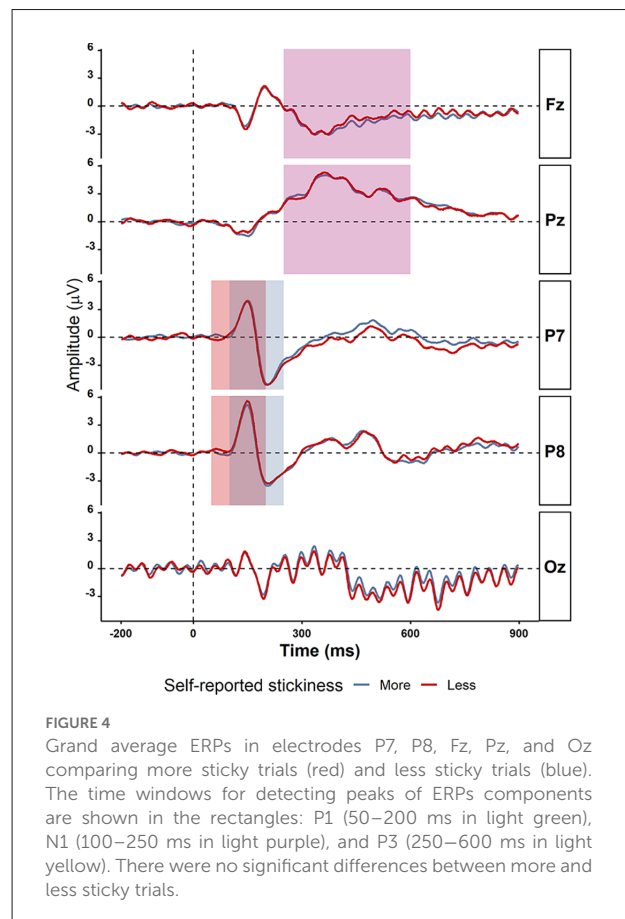 6
3
0
-3
Fz
6
3
0
-3
Pz
6
3
0
-3
P7
6
3
0
-3
P8
6
3
0
-3
Oz
Amplitude (μV)
-200 0 300 600 900
Time (ms)
Self-reported stickiness More Less
FIGURE 4
Grand average ERPs in electrodes P7, P8, Fz, Pz, and Oz
comparing more sticky trials (red) and less sticky trials (blue).
The time windows for detecting peaks of ERPs components
are shown in the rectangles: P1 (50–200 ms in light green),
N1 (100–250 ms in light purple), and P3 (250—600 ms in light
yellow). There were no significant differences between more and
less sticky trials.